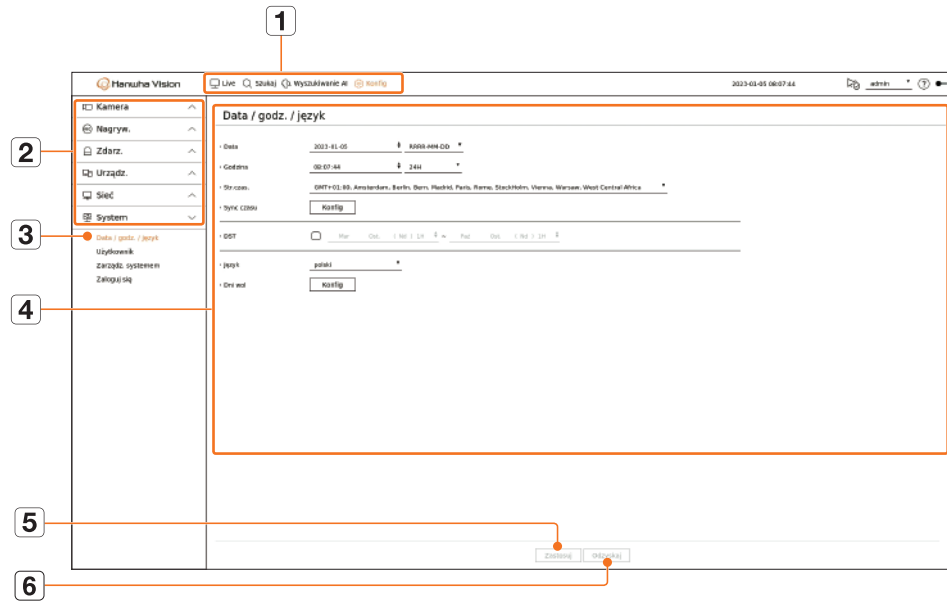 1
Hanwha Vision
Live Szukaj Wyszukiwanie AI Konfig
2023-01-05 08:07:44
admin
?
2
Kamera
Nagryw.
Zdarz.
Urządz.
Sieć
System
3
Data / godz. / język
Użytkownik
Zarządz. systemem
Zaloguj się
4
Data / godz. / język
Data 2023-01-05 RRRR-MM-DD
Godzina 08:07:44 24H
Str.czas. GMT+01:00, Amsterdam, Berlin, Bern, Madrid, Paris, Rome, Stockholm, Vienna, Warsaw, West Central Africa
Sync czasu Konfig
DST Mar Ost. Nd 1H ~ Paź Ost. Nd 1H
Język polski
Dni wol Konfig
5
Zastosuj Odzyskaj
6